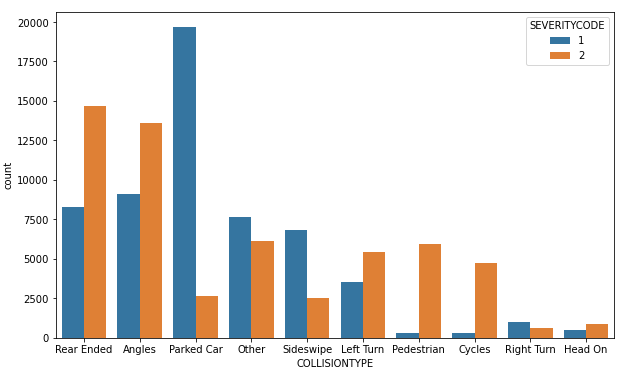 SEVERITYCODE
1
2
20000
17500
15000
12500
10000
7500
5000
2500
0
count
Rear Ended Angles Parked Car Other Sideswipe Left Turn Pedestrian Cycles Right Turn Head On
COLLISIONTYPE